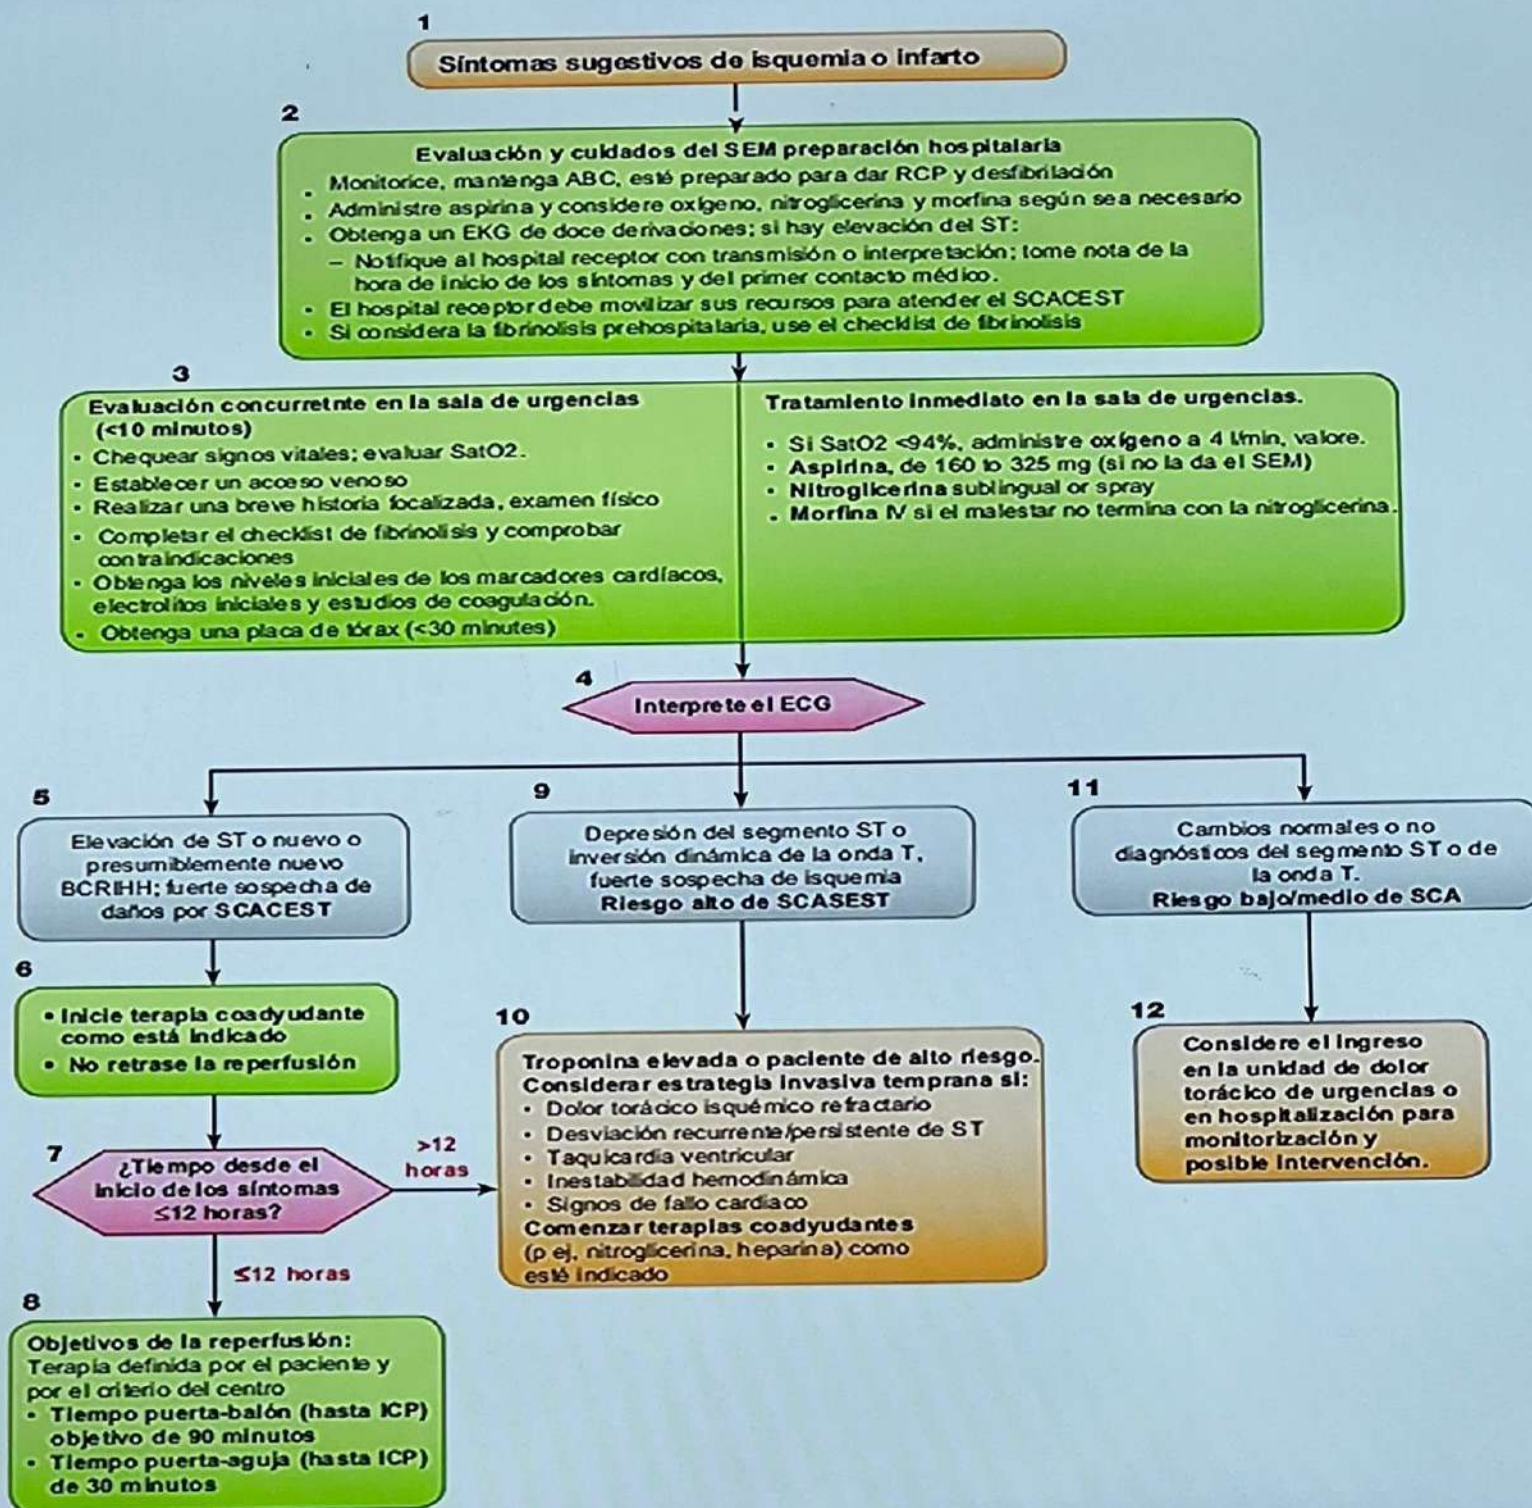 1
Síntomas sugestivos de isquemia o infarto
2
Evaluación y cuidados del SEM preparación hospitalaria
• Monitorice, mantenga ABC, esté preparado para dar RCP y desfibrilación
• Administre aspirina y considere oxígeno, nitroglicerina y morfina según sea necesario
• Obtenga un EKG de doce derivaciones; si hay elevación del ST:
– Notifique al hospital receptor con transmisión o interpretación; tome nota de la
hora de inicio de los síntomas y del primer contacto médico.
• El hospital receptor debe movilizar sus recursos para atender el SCACEST
• Si considera la fibrinolisis prehospitalaria, use el checklist de fibrinolisis
3
Evaluación concurretnte en la sala de urgencias
(<10 minutos)
• Chequear signos vitales; evaluar SatO2.
• Establecer un acceso venoso
• Realizar una breve historia focalizada, examen físico
• Completar el checklist de fibrinolisis y comprobar
contraindicaciones
• Obtenga los niveles iniciales de los marcadores cardíacos,
electrolitos iniciales y estudios de coagulación.
• Obtenga una placa de tórax (<30 minutes)
Tratamiento inmediato en la sala de urgencias.
• Si SatO2 <94%, administre oxígeno a 4 l/min, valore.
• Aspirina, de 160 to 325 mg (si no la da el SEM)
• Nitroglicerina sublingual or spray
• Morfina IV si el malestar no termina con la nitroglicerina.
4
Interprete el ECG
5
Elevación de ST o nuevo o
presumiblemente nuevo
BCRIHH; fuerte sospecha de
daños por SCACEST
6
• Inicie terapia coadyudante
como está indicado
• No retrase la reperfusión
7
¿Tiempo desde el
inicio de los síntomas
≤12 horas?
>12
horas
≤12 horas
8
Objetivos de la reperfusión:
Terapia definida por el paciente y
por el criterio del centro
• Tiempo puerta-balón (hasta ICP)
objetivo de 90 minutos
• Tiempo puerta-aguja (hasta ICP)
de 30 minutos
9
Depresión del segmento ST o
inversión dinámica de la onda T,
fuerte sospecha de isquemia
Riesgo alto de SCASEST
10
Troponina elevada o paciente de alto riesgo.
Considerar estrategia invasiva temprana si:
• Dolor torácico isquémico refractario
• Desviación recurrente/persistente de ST
• Taquicardia ventricular
• Inestabilidad hemodinámica
• Signos de fallo cardiaco
Comenzar terapias coadyudantes
(p ej, nitroglicerina, heparina) como
esté indicado
11
Cambios normales o no
diagnósticos del segmento ST o de
la onda T.
Riesgo bajo/medio de SCA
12
Considere el ingreso
en la unidad de dolor
torácico de urgencias o
en hospitalización para
monitorización y
posible intervención.